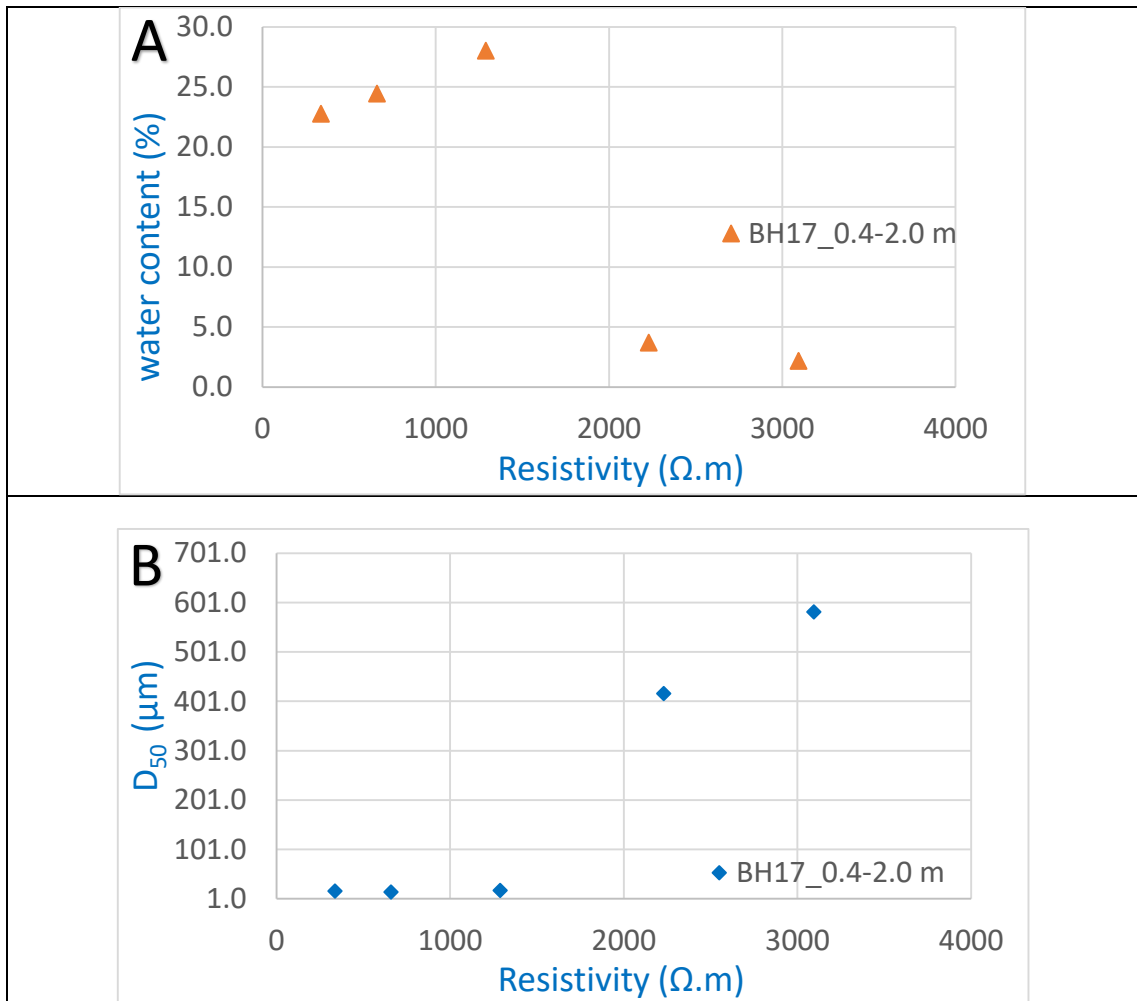 A
30.0
25.0
20.0
15.0
10.0
5.0
0.0
water content (%)
BH17_0.4-2.0 m
0 1000 2000 3000 4000
Resistivity (Ω.m)
B
701.0
601.0
501.0
401.0
301.0
201.0
101.0
1.0
D₅₀ (μm)
BH17_0.4-2.0 m
0 1000 2000 3000 4000
Resistivity (Ω.m)